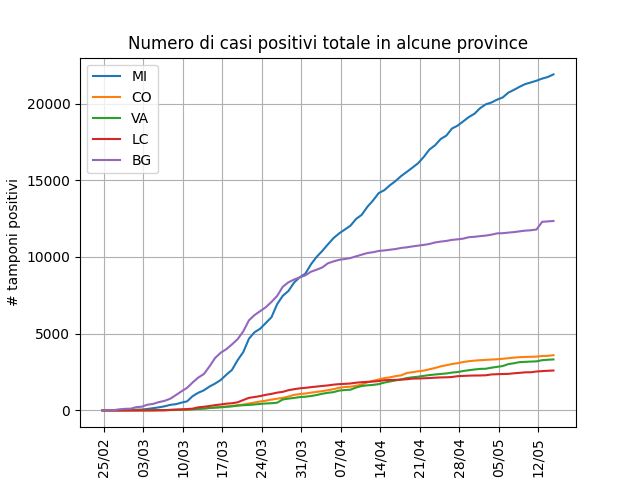 Numero di casi positivi totale in alcune province
# tamponi positivi
20000
15000
10000
5000
0
MI
CO
VA
LC
BG
25/02
03/03
10/03
17/03
24/03
31/03
07/04
14/04
21/04
28/04
05/05
12/05